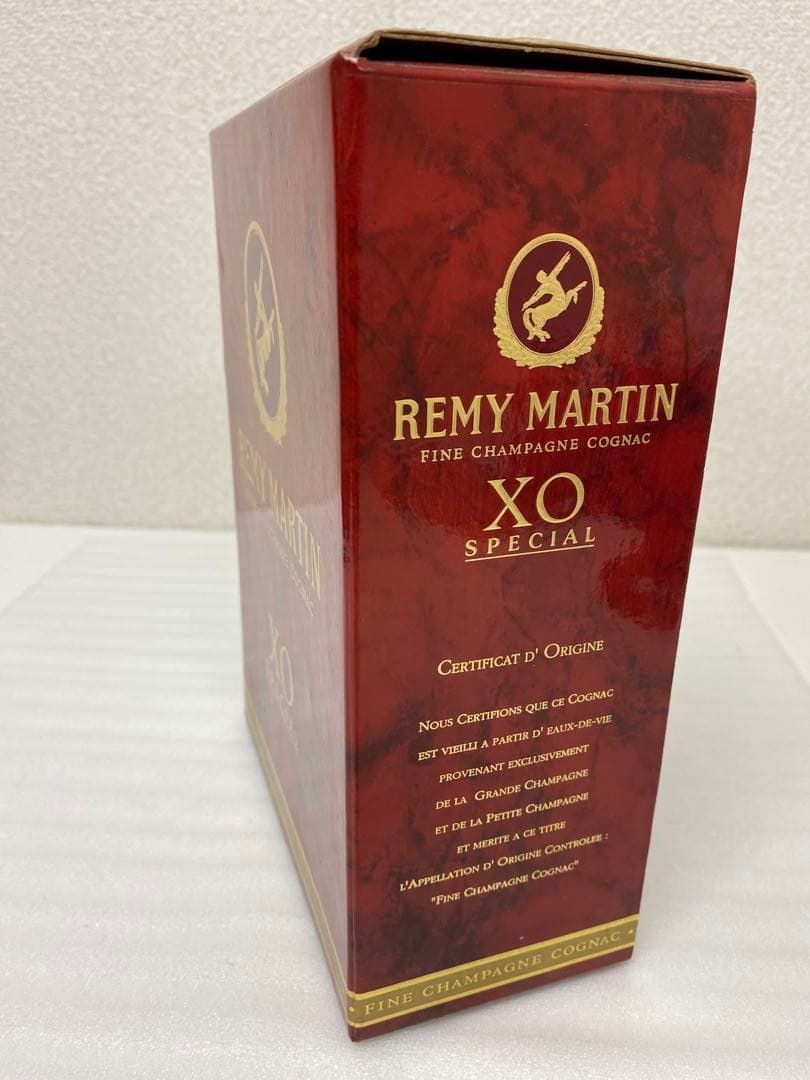 REMY MARTIN
FINE CHAMPAGNE COGNAC
XO
SPECIAL
CERTIFICAT D' ORIGINE
NOUS CERTIFIONS QUE CE COGNAC
EST VIEILLI A PARTIR D' EAUX-DE-VIE
PROVENANT EXCLUSIVEMENT
DE LA GRANDE CHAMPAGNE
ET DE LA PETITE CHAMPAGNE
ET MERITE A CE TITRE
L'APPELLATION D' ORIGINE CONTROLEE :
"FINE CHAMPAGNE COGNAC"
• FINE CHAMPAGNE COGNAC •
REMY MARTIN
CHAMPAGNE COGNAC
XO